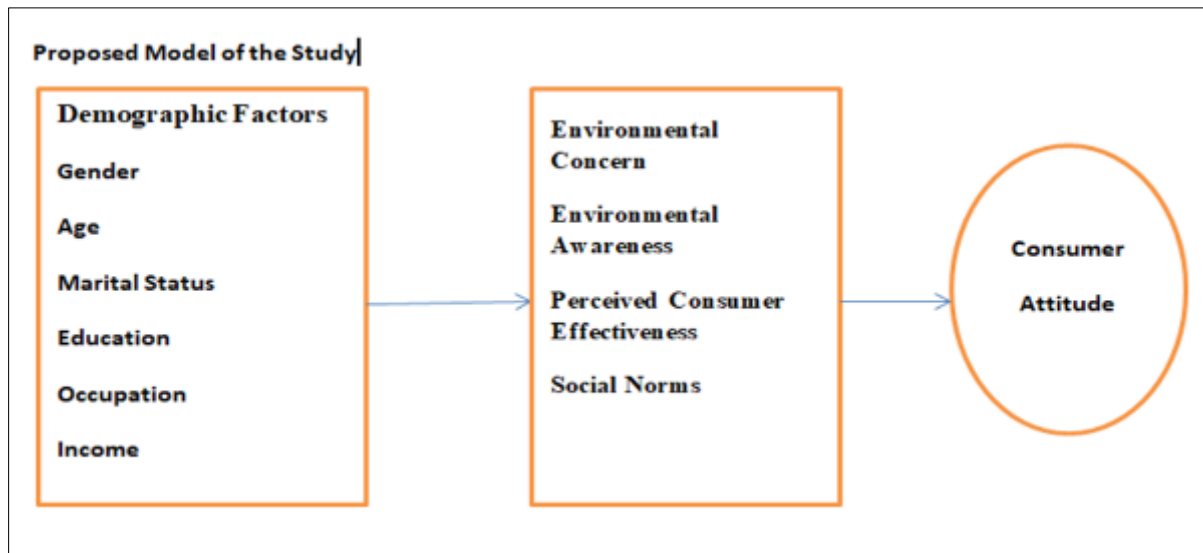 Proposed Model of the Study
Demographic Factors
Gender
Age
Marital Status
Education
Occupation
Income
Environmental
Concern
Environmental
Awareness
Perceived Consumer
Effectiveness
Social Norms
Consumer
Attitude